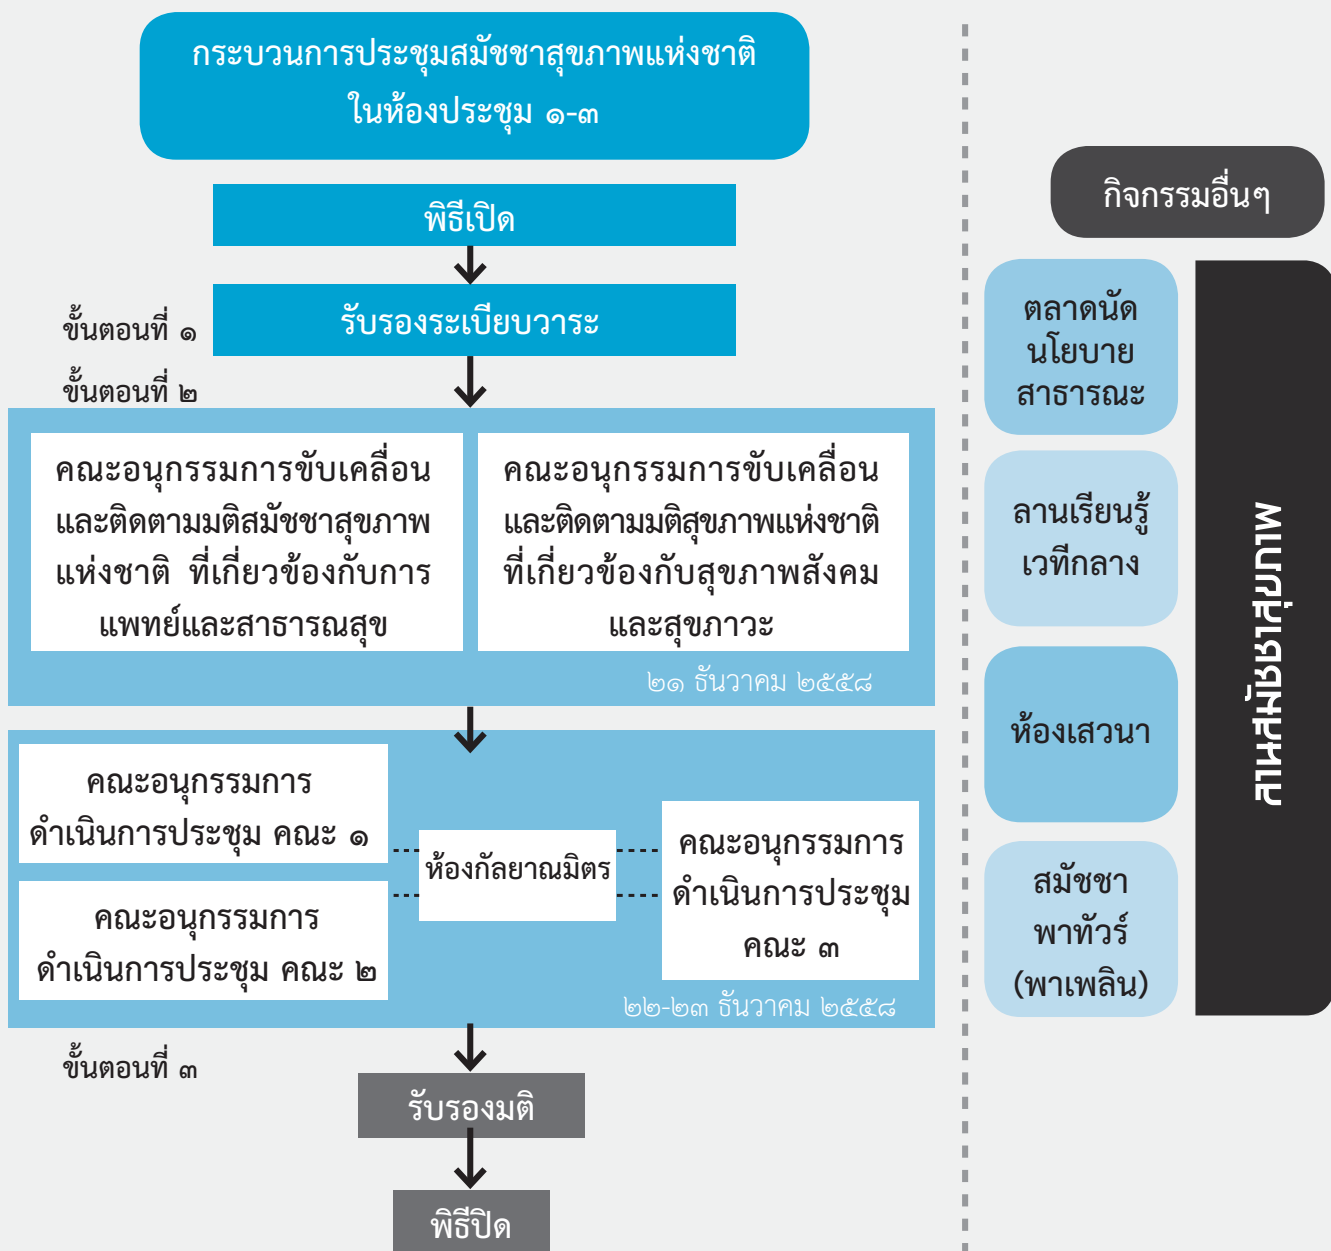 กระบวนการประชุมสมัชชาสุขภาพแห่งชาติ
ในห้องประชุม ๑-๓
พิธีเปิด
ขั้นตอนที่ ๑
รับรองระเบียบวาระ
ขั้นตอนที่ ๒
คณะอนุกรรมการขับเคลื่อน
และติดตามมติสมัชชาสุขภาพ
แห่งชาติ ที่เกี่ยวข้องกับการ
แพทย์และสาธารณสุข
คณะอนุกรรมการขับเคลื่อน
และติดตามมติสุขภาพแห่งชาติ
ที่เกี่ยวข้องกับสุขภาพสังคม
และสุขภาวะ
๒๑ ธันวาคม ๒๕๕๘
คณะอนุกรรมการ
ดำเนินการประชุม คณะ ๑
คณะอนุกรรมการ
ดำเนินการประชุม คณะ ๒
ห้องกัลยาณมิตร
คณะอนุกรรมการ
ดำเนินการประชุม
คณะ ๓
๒๒-๒๓ ธันวาคม ๒๕๕๘
ขั้นตอนที่ ๓
รับรองมติ
พิธีปิด
กิจกรรมอื่นๆ
ตลาดนัด
นโยบาย
สาธารณะ
ลานเรียนรู้
เวทีกลาง
ห้องเสวนา
สมัชชา
พาทัวร์
(พาเพลิน)
สานสมัชชาสุขภาพ